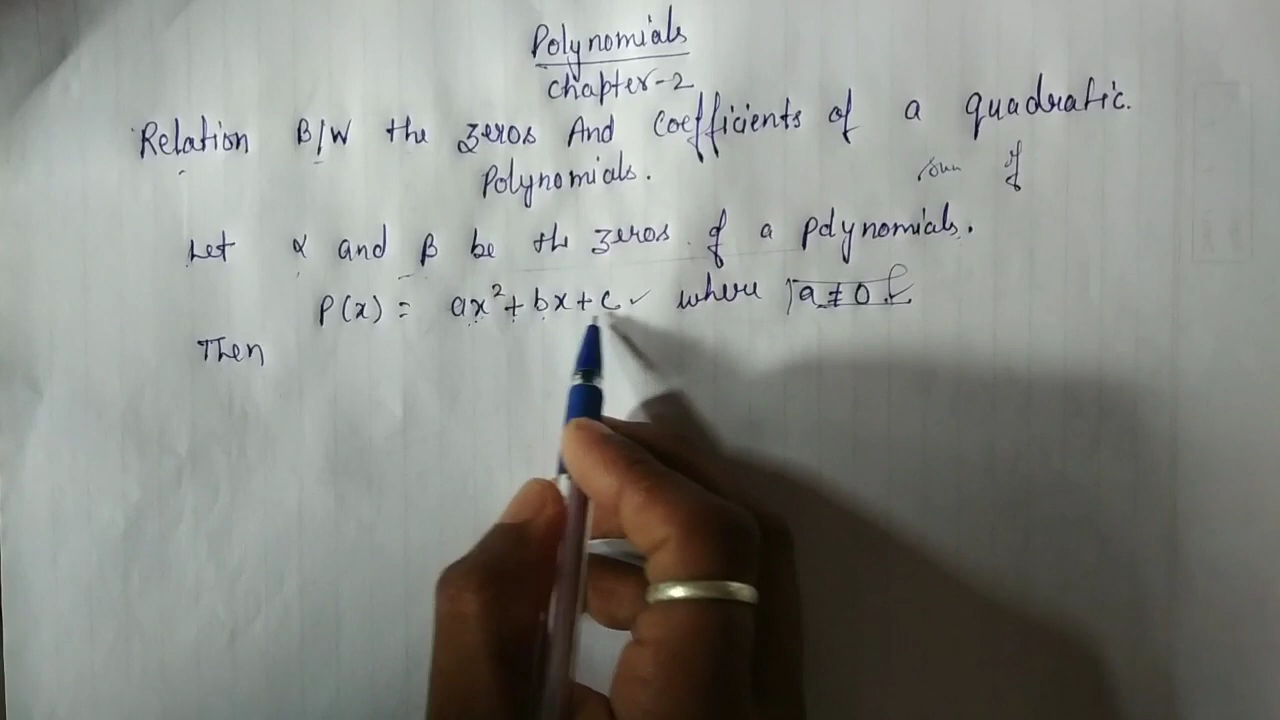 Polynomials
chapter-2
Relation B/W the zeros And coefficients of a quadratic.
Polynomials.
sum of
Let α and β be the zeros of a polynomials.
P(x) = ax²+bx+c ✓ where a ≠ 0.
Then